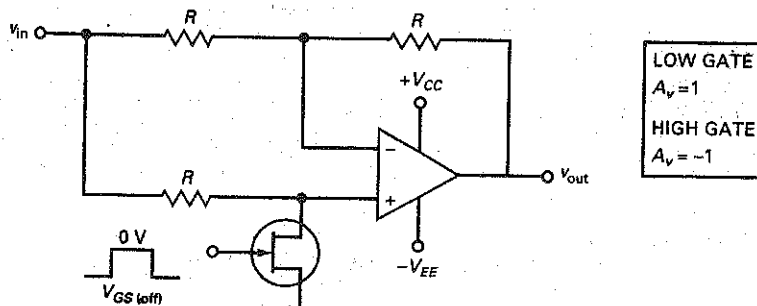 R
R
v_in
+V_CC
LOW GATE
A_v = 1
HIGH GATE
A_v = -1
−
+
R
v_out
0 V
V_GS(off)
-V_EE